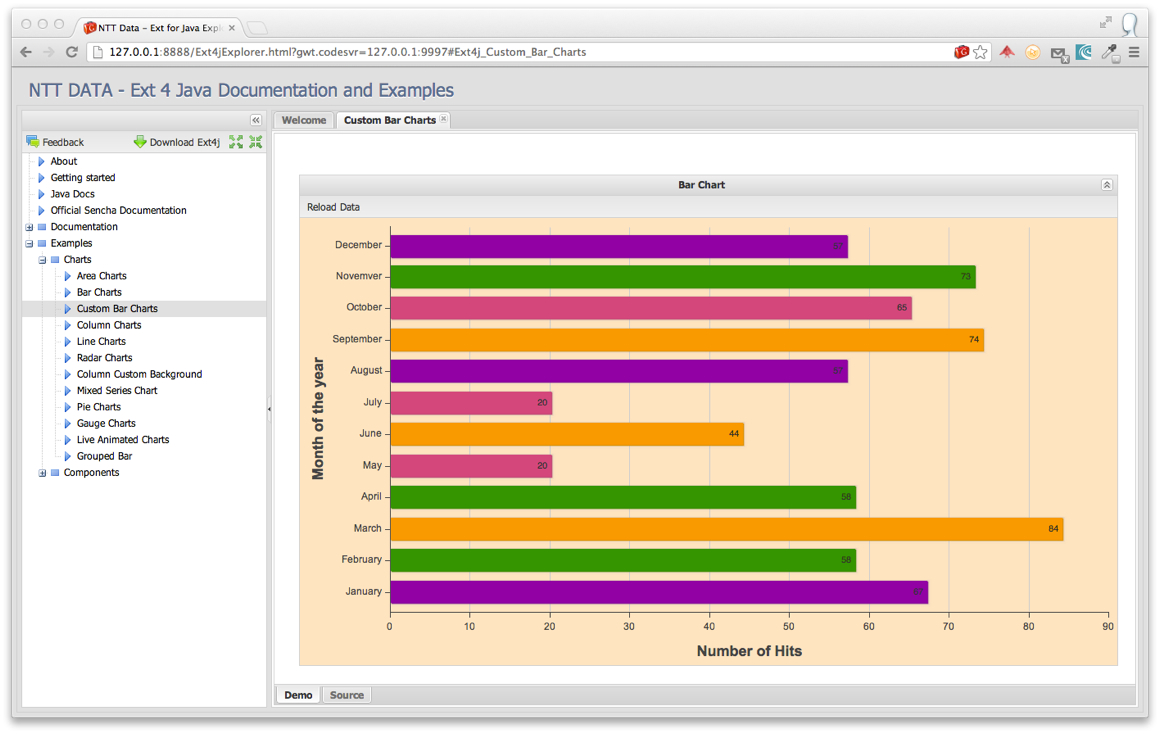 NTT Data – Ext for Java Expl
127.0.0.1:8888/Ext4jExplorer.html?gwt.codesvr=127.0.0.1:9997#Ext4j_Custom_Bar_Charts
NTT DATA - Ext 4 Java Documentation and Examples
Feedback
Download Ext4j
About
Getting started
Java Docs
Official Sencha Documentation
Documentation
Examples
Charts
Area Charts
Bar Charts
Custom Bar Charts
Column Charts
Line Charts
Radar Charts
Column Custom Background
Mixed Series Chart
Pie Charts
Gauge Charts
Live Animated Charts
Grouped Bar
Components
Welcome
Custom Bar Charts
Bar Chart
Reload Data
Month of the year
December 57
Novemver 73
October 65
September 74
August 57
July 20
June 44
May 20
April 58
March 84
February 58
January 67
0 10 20 30 40 50 60 70 80 90
Number of Hits
Demo
Source